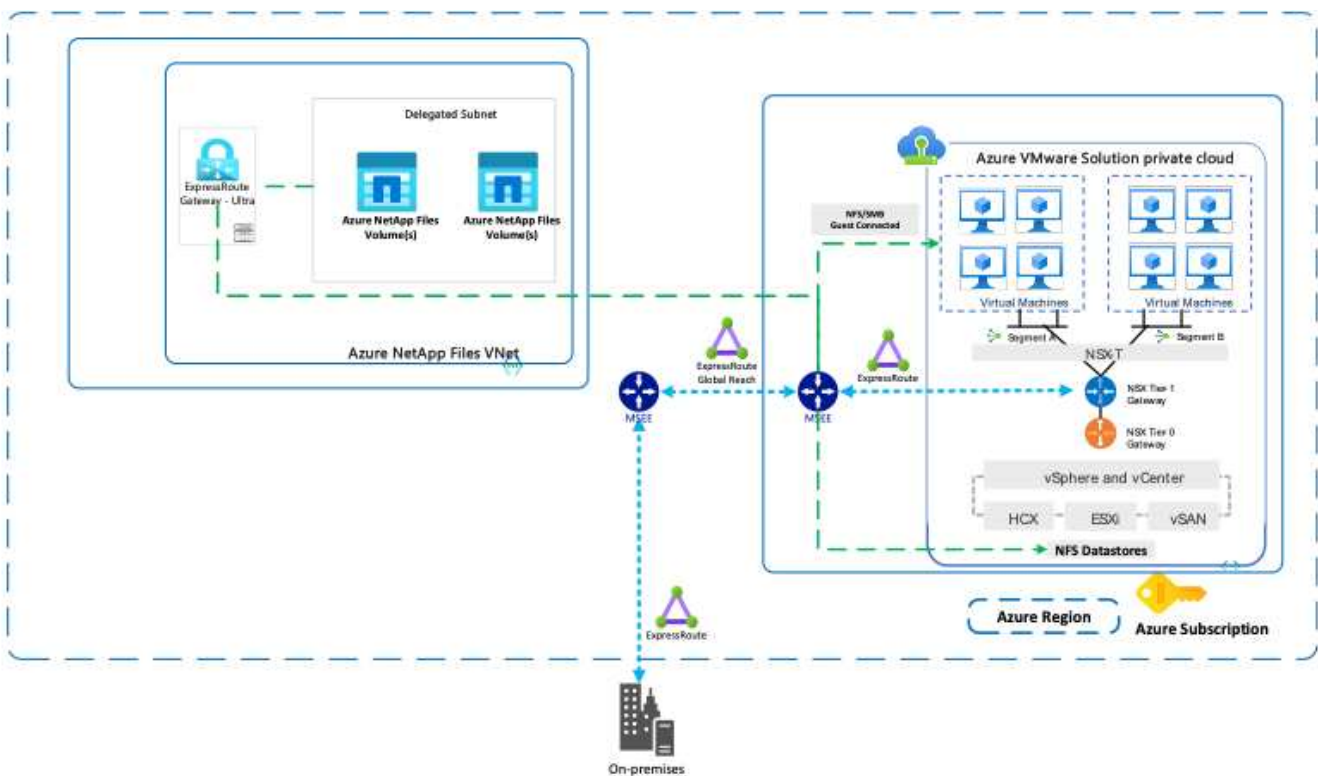 Delegated Subnet
ExpressRoute
Gateway - Ultra
Azure NetApp Files
Volume(s)
Azure NetApp Files
Volume(s)
Azure NetApp Files VNet
Azure VMware Solution private cloud
NFS/SMB
Guest Connected
Virtual Machines
Virtual Machines
Segment A
Segment B
NSX-T
ExpressRoute
Global Reach
ExpressRoute
MSEE
MSEE
NSX Tier-1
Gateway
NSX Tier 0
Gateway
vSphere and vCenter
HCX
ESXi
vSAN
NFS Datastores
ExpressRoute
Azure Region
Azure Subscription
On-premises